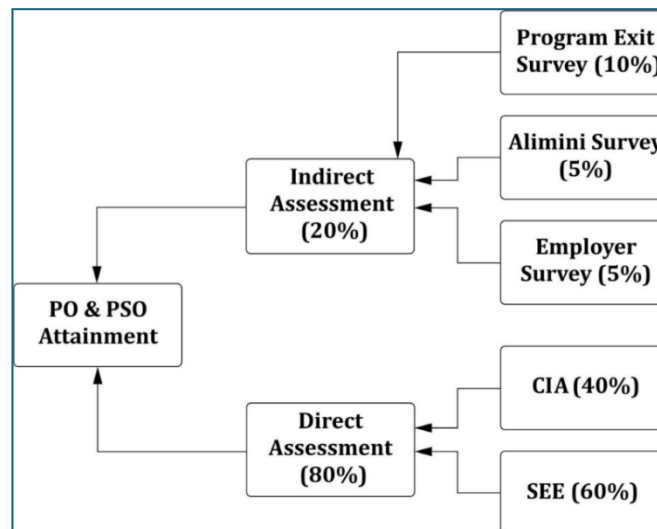 Program Exit
Survey (10%)
Alimini Survey
(5%)
Indirect
Assessment
(20%)
Employer
Survey (5%)
PO & PSO
Attainment
CIA (40%)
Direct
Assessment
(80%)
SEE (60%)